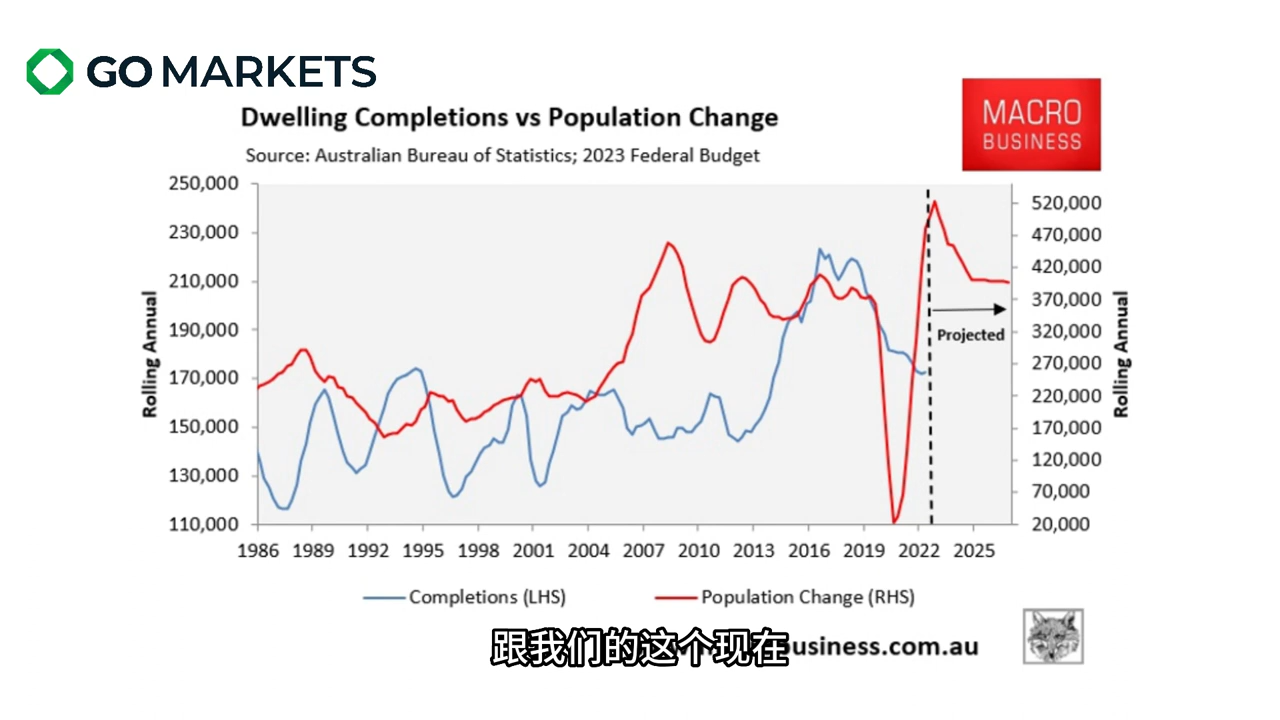 GO MARKETS
Dwelling Completions vs Population Change
MACRO
BUSINESS
Source: Australian Bureau of Statistics; 2023 Federal Budget
250,000
230,000
210,000
190,000
170,000
150,000
130,000
110,000
Rolling Annual
520,000
470,000
420,000
370,000
320,000
270,000
220,000
170,000
120,000
70,000
20,000
Rolling Annual
Projected
1986 1989 1992 1995 1998 2001 2004 2007 2010 2013 2016 2019 2022 2025
Completions (LHS) Population Change (RHS)
跟我们的这个现在
usiness.com.au